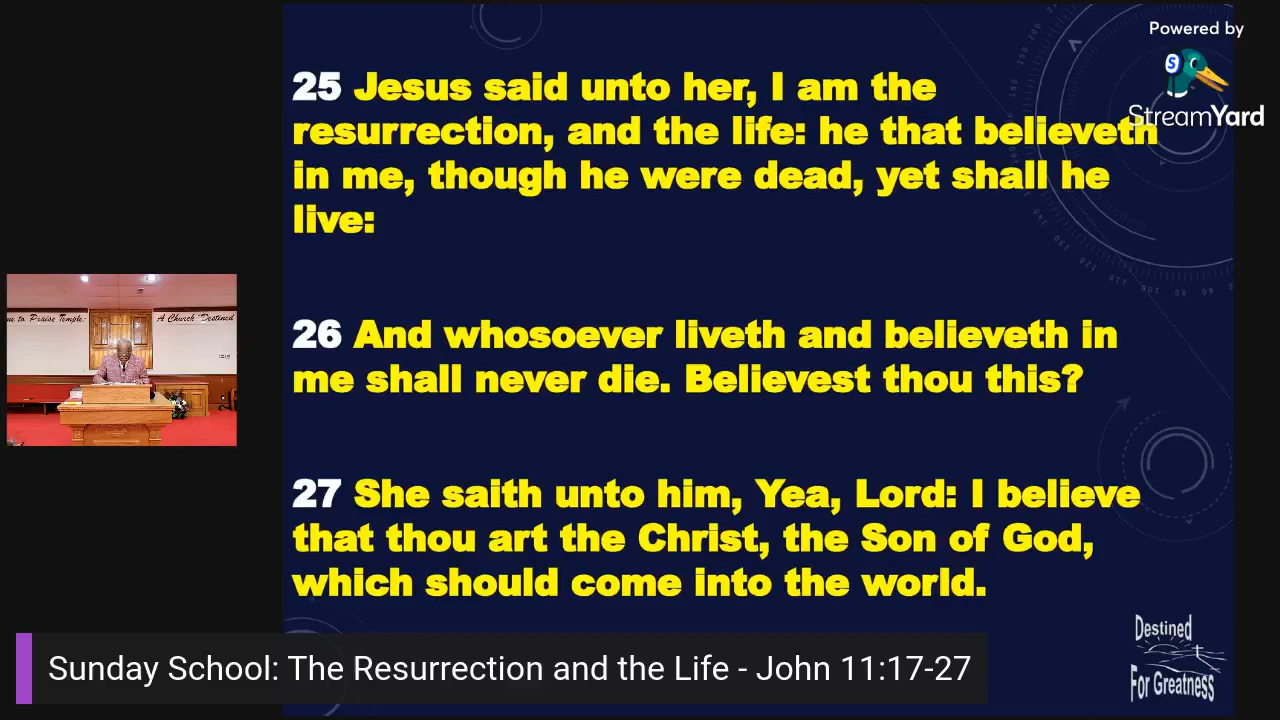 Powered by
StreamYard
25 Jesus said unto her, I am the
resurrection, and the life: he that believeth
in me, though he were dead, yet shall he
live:
26 And whosoever liveth and believeth in
me shall never die. Believest thou this?
27 She saith unto him, Yea, Lord: I believe
that thou art the Christ, the Son of God,
which should come into the world.
to Praise Temple:
A Church "Destined
Destined
For Greatness
Sunday School: The Resurrection and the Life - John 11:17-27